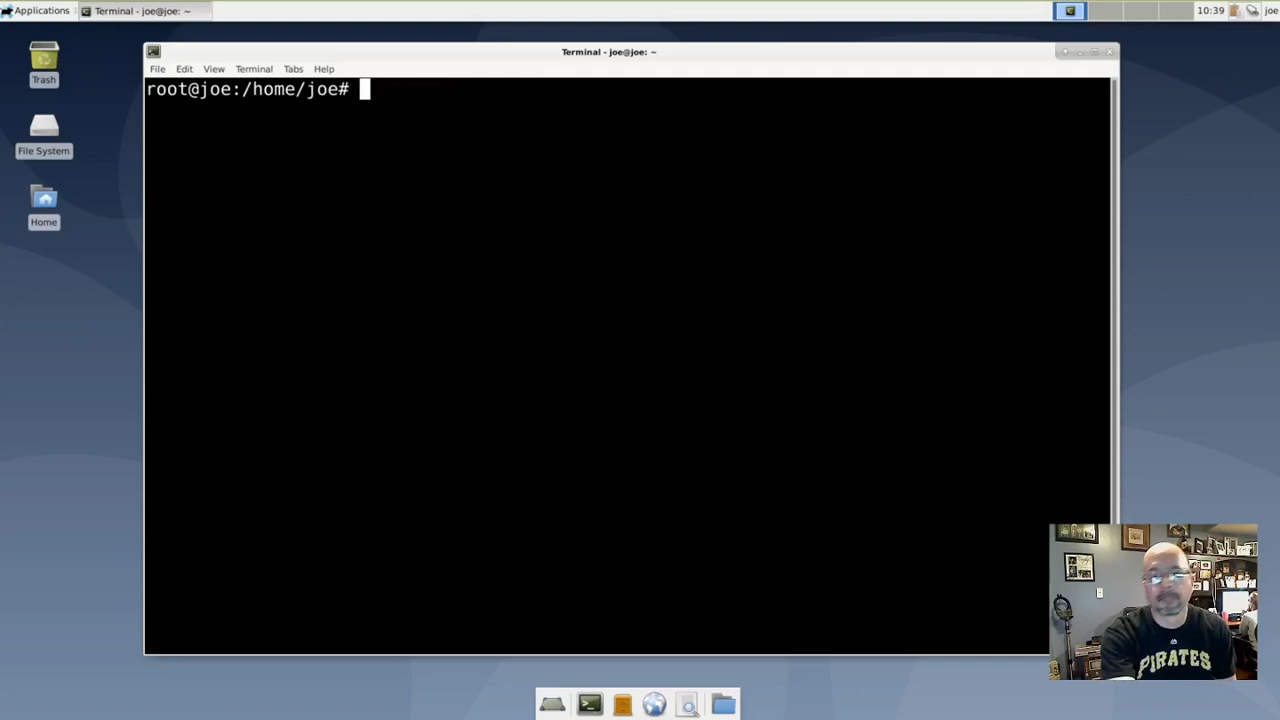 Applications
Terminal - joe@joe: ~
10:39
joe
Trash
File System
Home
Terminal - joe@joe: ~
File Edit View Terminal Tabs Help
root@joe:/home/joe#
PIRATES